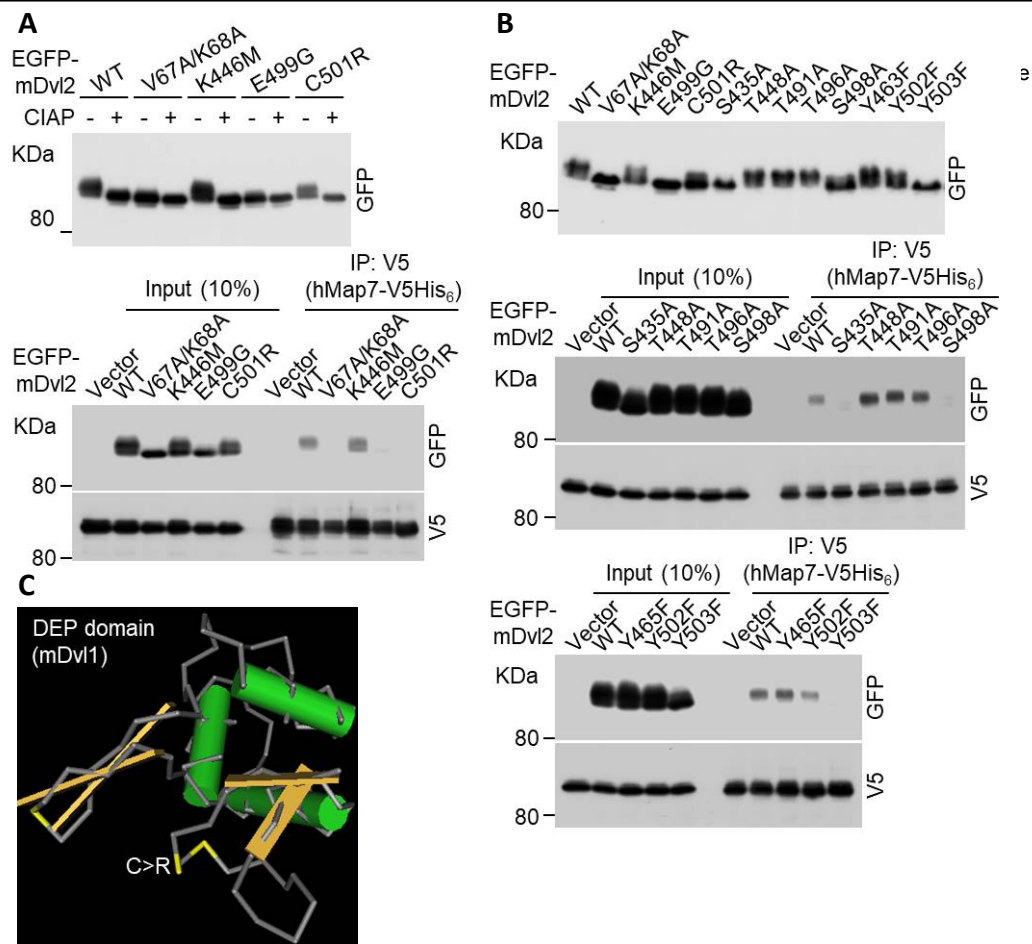 A
EGFP-
mDvl2
WT
V67A/K68A
K446M
E499G
C501R
CIAP - + - + - + - + - +
KDa
80
GFP
Input (10%)
IP: V5
(hMap7-V5His6)
EGFP-
mDvl2
Vector
WT
V67A/K68A
K446M
E499G
C501R
Vector
WT
V67A/K68A
K446M
E499G
C501R
KDa
80
GFP
80
V5
C
DEP domain
(mDvl1)
C>R
B
EGFP-
mDvl2
WT
V67A/K68A
K446M
E499G
C501R
S435A
T448A
T491A
T496A
S498A
Y463F
Y502F
Y503F
e
KDa
80
GFP
Input (10%)
IP: V5
(hMap7-V5His6)
EGFP-
mDvl2
Vector
WT
S435A
T448A
T491A
T496A
S498A
Vector
WT
S435A
T448A
T491A
T496A
S498A
KDa
80
GFP
80
V5
Input (10%)
IP: V5
(hMap7-V5His6)
EGFP-
mDvl2
Vector
WT
Y465F
Y502F
Y503F
Vector
WT
Y465F
Y502F
Y503F
KDa
80
GFP
80
V5